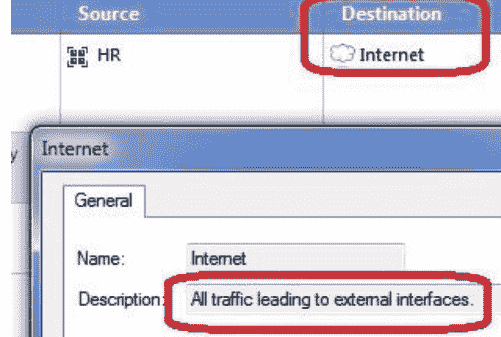 Source Destination
HR Internet
y
Internet
General
Name: Internet
Description: All traffic leading to external interfaces.